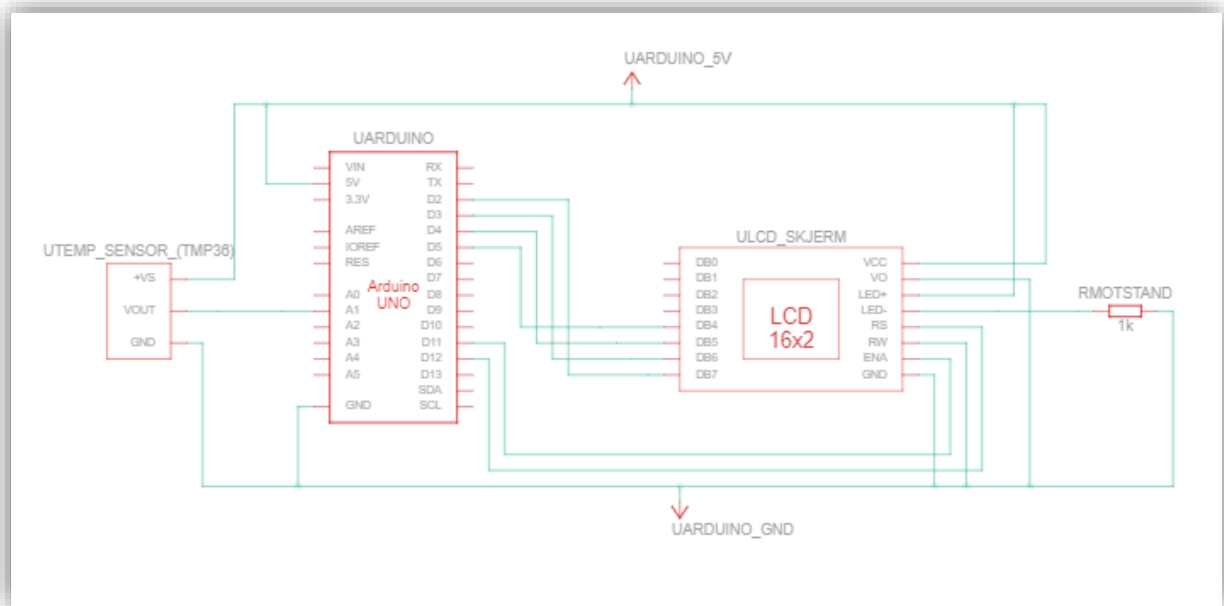 UARDUINO_5V
UARDUINO
VIN RX
5V TX
3.3V D2
D3
AREF D4
IOREF D5
RES D6
D7
A0 D8
A1 D9
A2 D10
A3 D11
A4 D12
A5 D13
SDA
GND SCL
Arduino
UNO
UTEMP_SENSOR_(TMP36)
+VS
VOUT
GND
ULCD_SKJERM
DB0 VCC
DB1 VO
DB2 LED+
DB3 LED-
DB4 RS
DB5 RW
DB6 ENA
DB7 GND
LCD
16x2
RMOTSTAND
1k
UARDUINO_GND